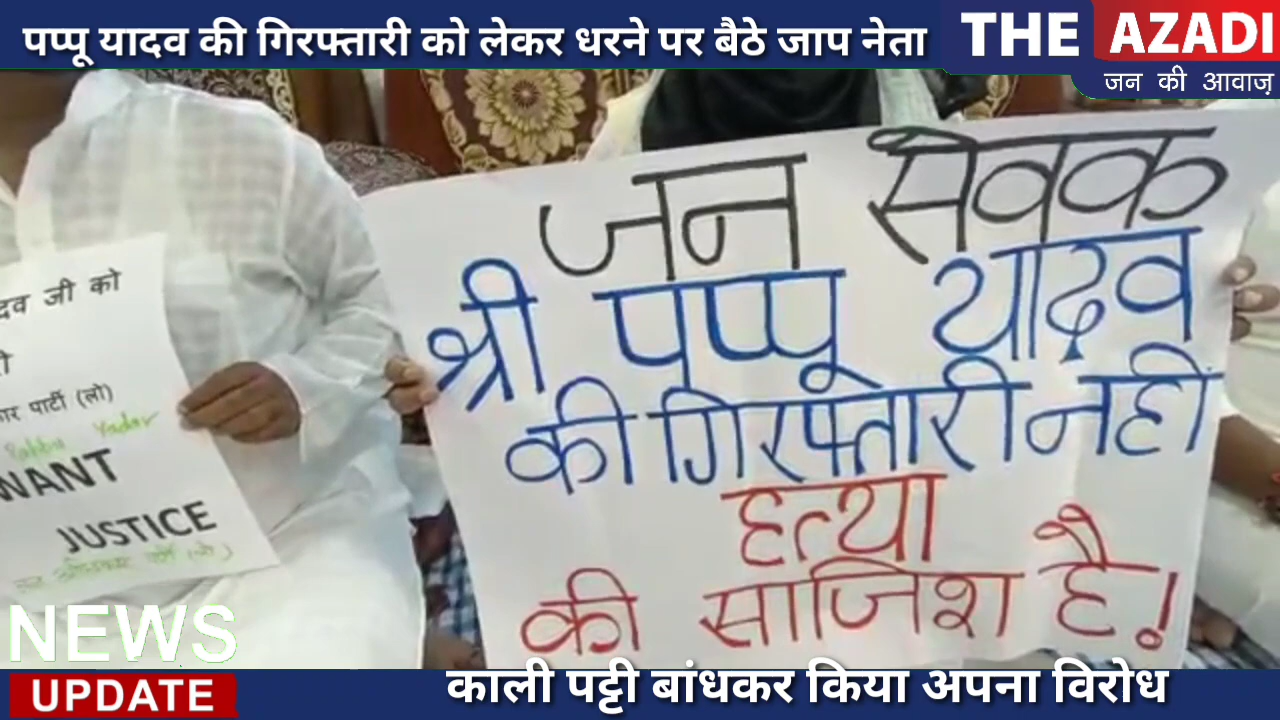 पप्पू यादव की गिरफ्तारी को लेकर धरने पर बैठे जाप नेता
THE AZADI
जन की आवाज़
जन सेवक
श्री पप्पू यादव
की गिरफ्तारी नहीं
हत्या
की साजिश है!
दव जी को
कार पार्टी (लो)
Pappu Yadav
WANT
JUSTICE
NEWS
UPDATE
काली पट्टी बांधकर किया अपना विरोध